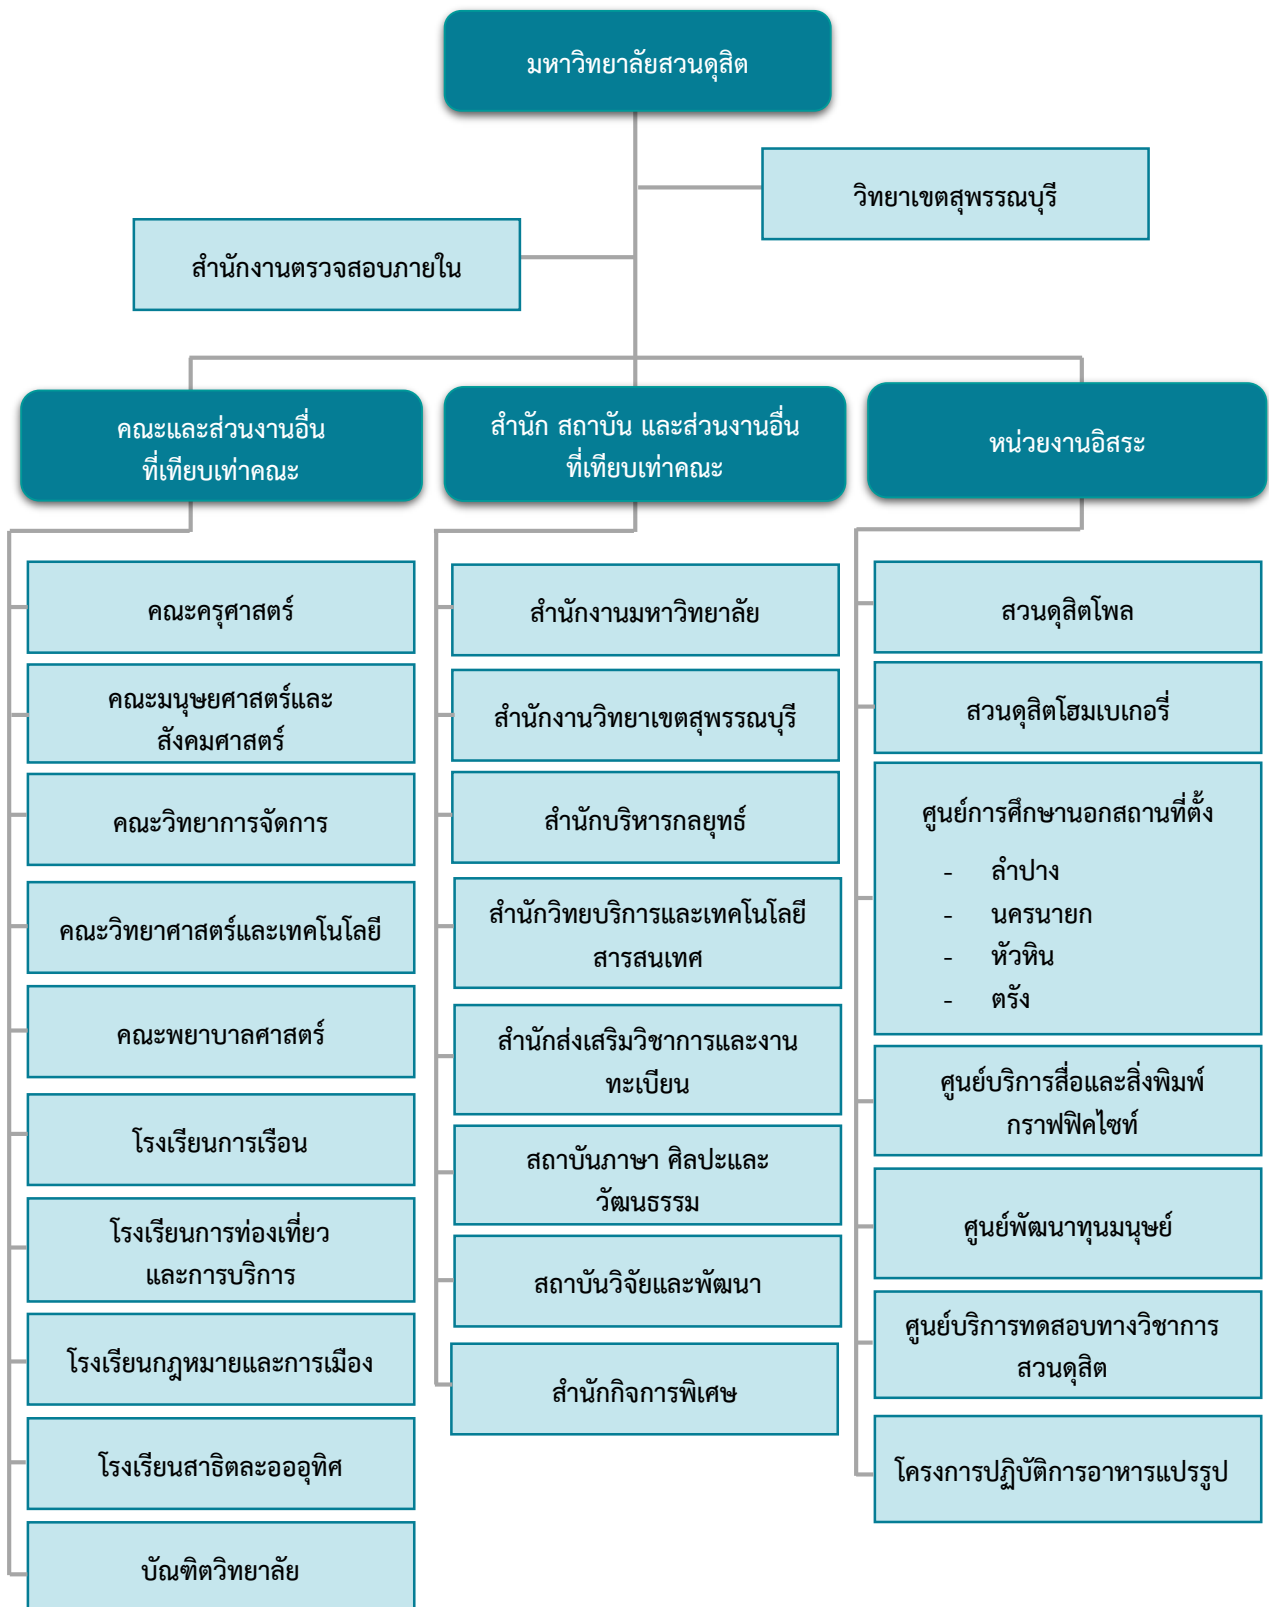 มหาวิทยาลัยสวนดุสิต
วิทยาเขตสุพรรณบุรี
สำนักงานตรวจสอบภายใน
คณะและส่วนงานอื่น
ที่เทียบเท่าคณะ
คณะครุศาสตร์
คณะมนุษยศาสตร์และ
สังคมศาสตร์
คณะวิทยาการจัดการ
คณะวิทยาศาสตร์และเทคโนโลยี
คณะพยาบาลศาสตร์
โรงเรียนการเรือน
โรงเรียนการท่องเที่ยว
และการบริการ
โรงเรียนกฎหมายและการเมือง
โรงเรียนสาธิตละอออุทิศ
บัณฑิตวิทยาลัย
สำนัก สถาบัน และส่วนงานอื่น
ที่เทียบเท่าคณะ
สำนักงานมหาวิทยาลัย
สำนักงานวิทยาเขตสุพรรณบุรี
สำนักบริหารกลยุทธ์
สำนักวิทยบริการและเทคโนโลยี
สารสนเทศ
สำนักส่งเสริมวิชาการและงาน
ทะเบียน
สถาบันภาษา ศิลปะและ
วัฒนธรรม
สถาบันวิจัยและพัฒนา
สำนักกิจการพิเศษ
หน่วยงานอิสระ
สวนดุสิตโพล
สวนดุสิตโฮมเบเกอรี่
ศูนย์การศึกษานอกสถานที่ตั้ง
- ลำปาง
- นครนายก
- หัวหิน
- ตรัง
ศูนย์บริการสื่อและสิ่งพิมพ์
กราฟฟิคไซท์
ศูนย์พัฒนาทุนมนุษย์
ศูนย์บริการทดสอบทางวิชาการ
สวนดุสิต
โครงการปฏิบัติการอาหารแปรรูป